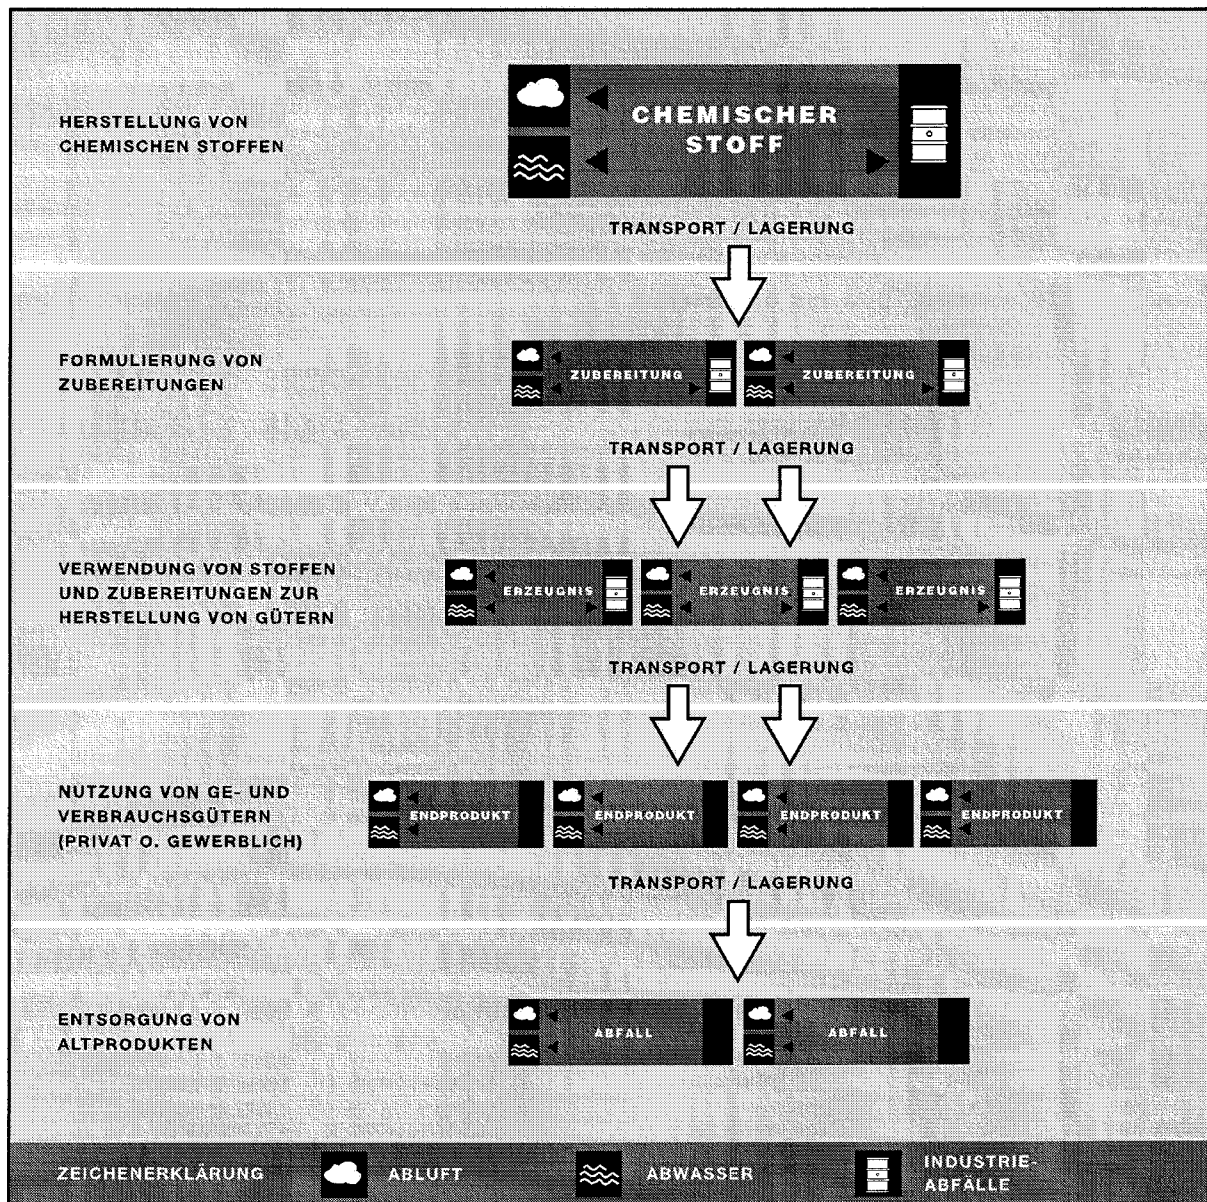 HERSTELLUNG VON
CHEMISCHEN STOFFEN
CHEMISCHER
STOFF
TRANSPORT / LAGERUNG
FORMULIERUNG VON
ZUBEREITUNGEN
ZUBEREITUNG
ZUBEREITUNG
TRANSPORT / LAGERUNG
VERWENDUNG VON STOFFEN
UND ZUBEREITUNGEN ZUR
HERSTELLUNG VON GÜTERN
ERZEUGNIS
ERZEUGNIS
ERZEUGNIS
TRANSPORT / LAGERUNG
NUTZUNG VON GE- UND
VERBRAUCHSGÜTERN
(PRIVAT O. GEWERBLICH)
ENDPRODUKT
ENDPRODUKT
ENDPRODUKT
ENDPRODUKT
TRANSPORT / LAGERUNG
ENTSORGUNG VON
ALTPRODUKTEN
ABFALL
ABFALL
ZEICHENERKLÄRUNG
ABLUFT
ABWASSER
INDUSTRIE-
ABFÄLLE